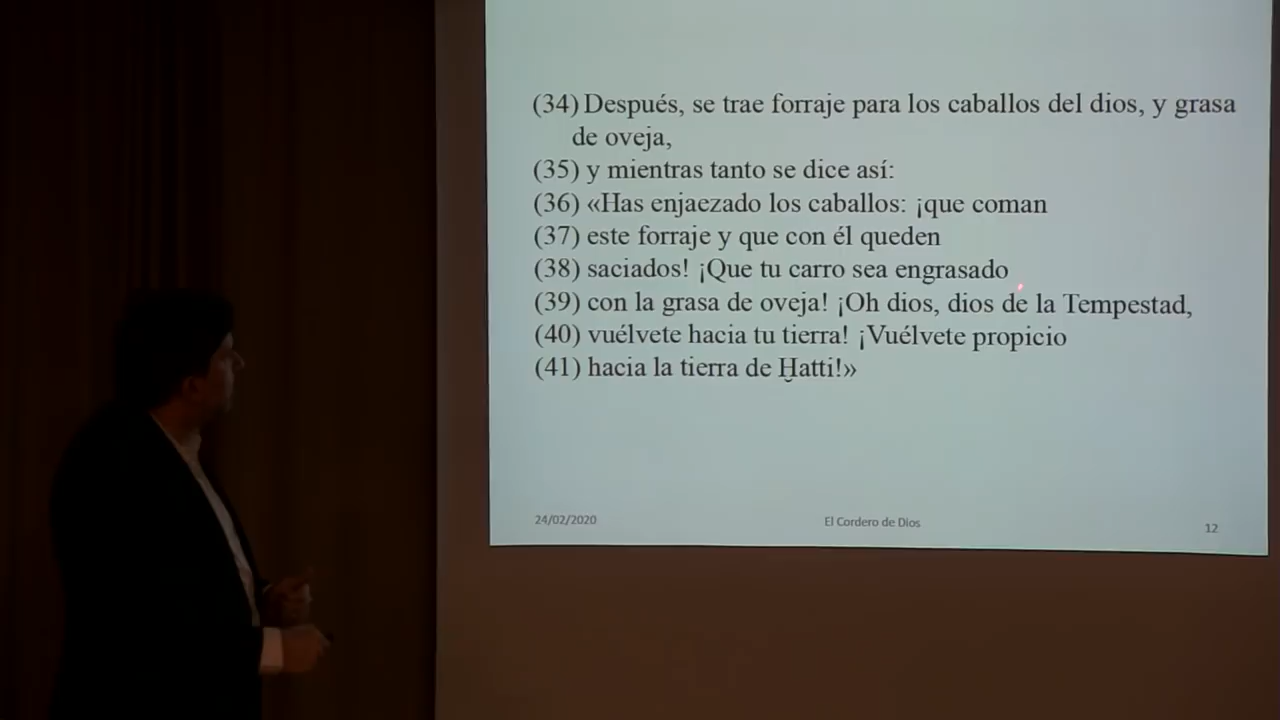 (34) Después, se trae forraje para los caballos del dios, y grasa
de oveja,
(35) y mientras tanto se dice así:
(36) «Has enjaezado los caballos: ¡que coman
(37) este forraje y que con él queden
(38) saciados! ¡Que tu carro sea engrasado
(39) con la grasa de oveja! ¡Oh dios, dios de la Tempestad,
(40) vuélvete hacia tu tierra! ¡Vuélvete propicio
(41) hacia la tierra de Ḫatti!»
24/02/2020
El Cordero de Dios
12